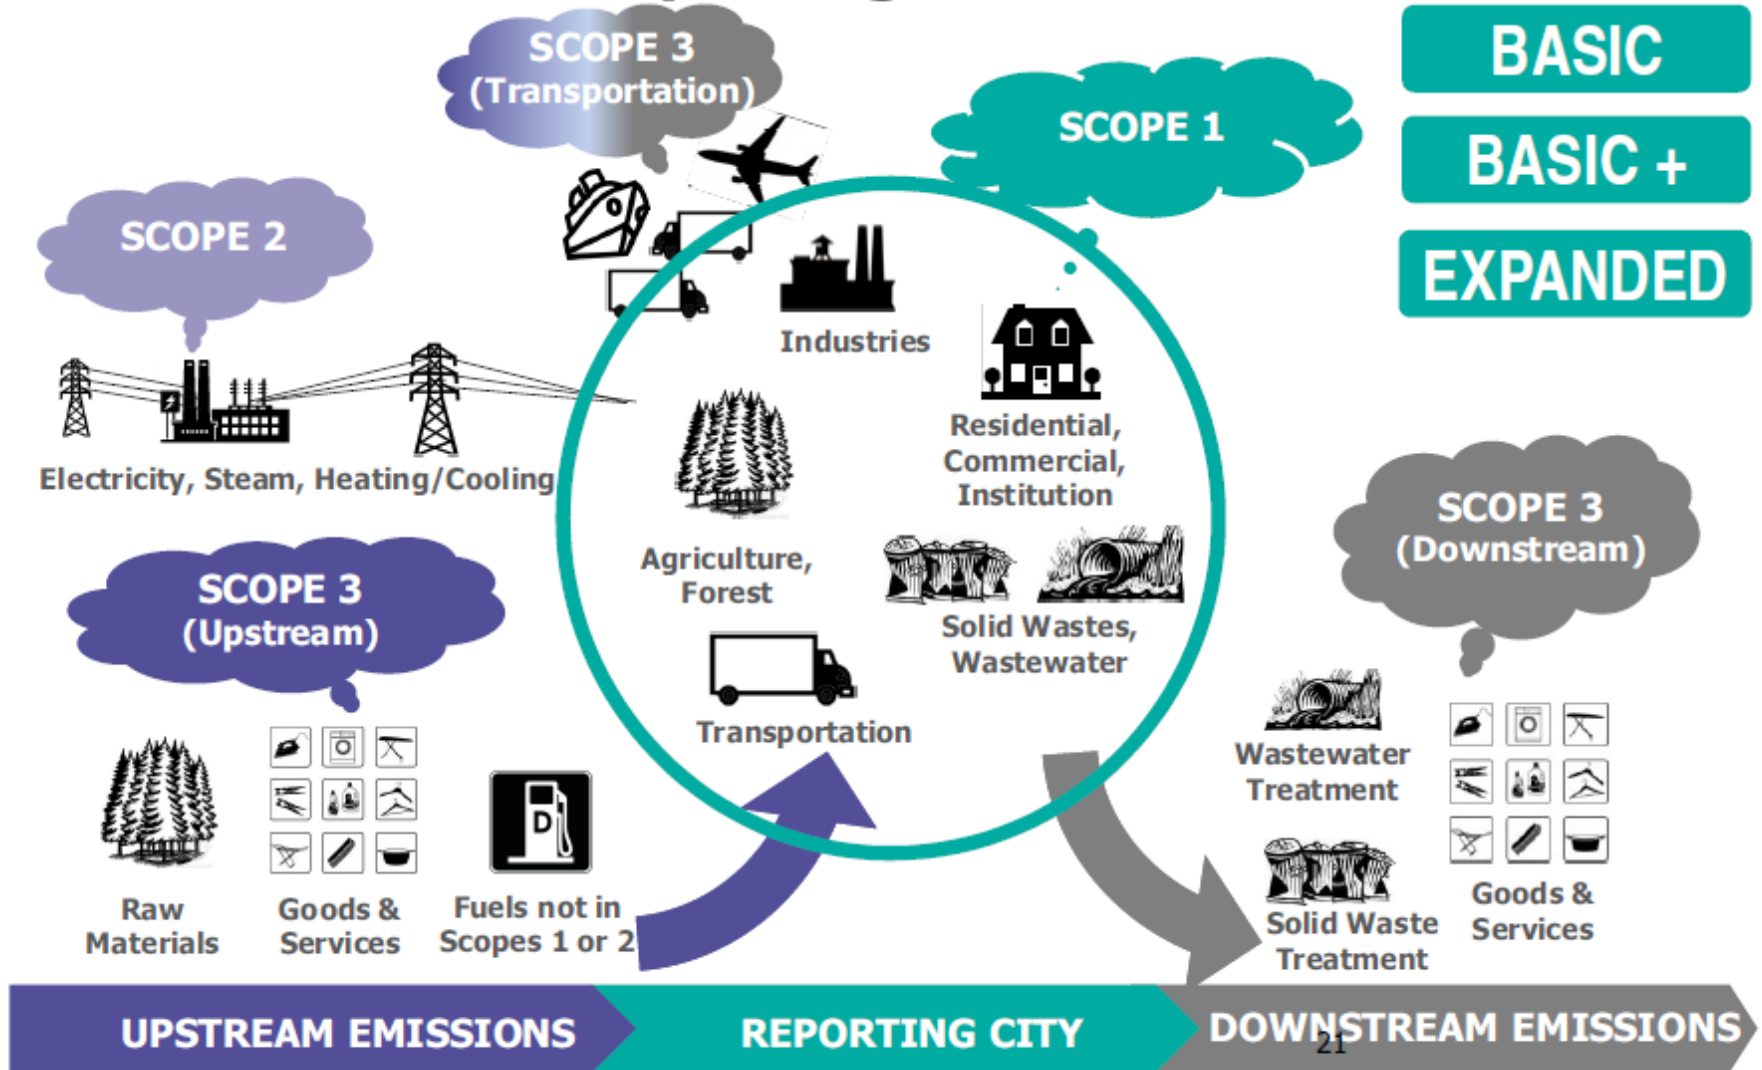 SCOPE 3
(Transportation)
SCOPE 1
BASIC
BASIC +
EXPANDED
SCOPE 2
Industries
Residential,
Commercial,
Institution
Electricity, Steam, Heating/Cooling
Agriculture,
Forest
SCOPE 3
(Upstream)
SCOPE 3
(Downstream)
Solid Wastes,
Wastewater
Transportation
Wastewater
Treatment
D
Raw
Materials
Goods &
Services
Fuels not in
Scopes 1 or 2
Solid Waste
Treatment
Goods &
Services
UPSTREAM EMISSIONS
REPORTING CITY
DOWNSTREAM EMISSIONS
21